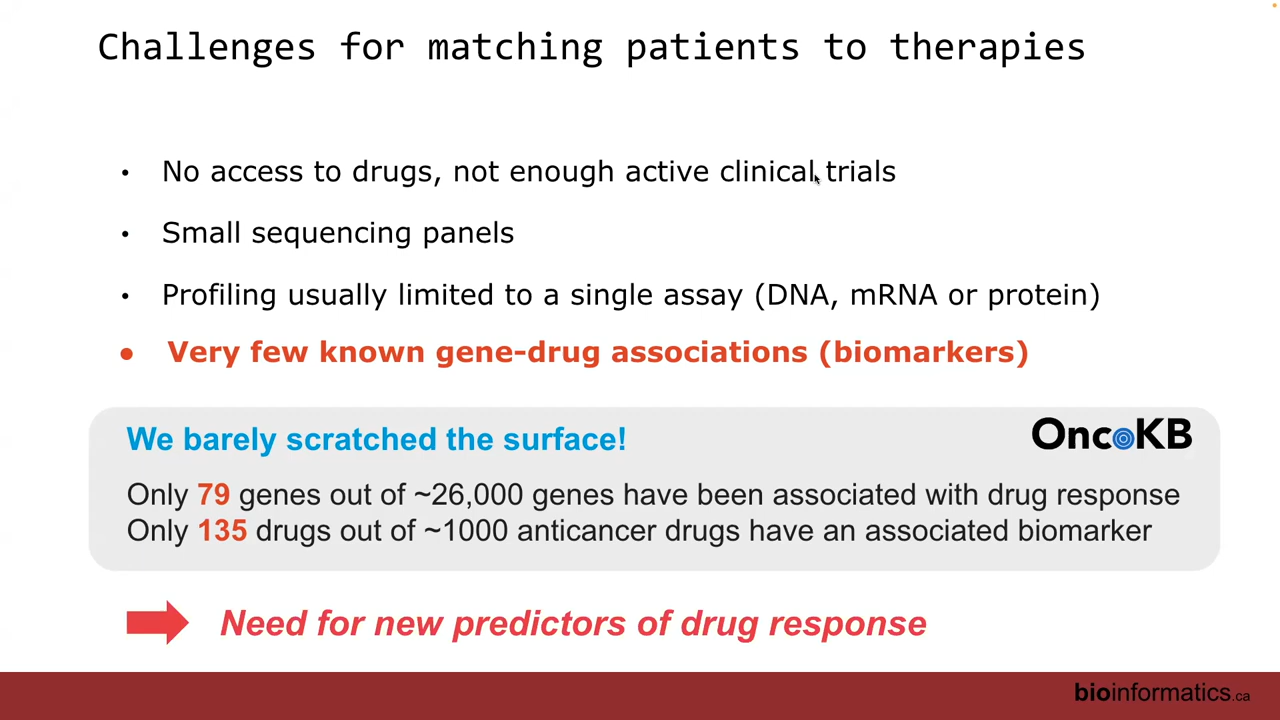 Challenges for matching patients to therapies
• No access to drugs, not enough active clinical trials
• Small sequencing panels
• Profiling usually limited to a single assay (DNA, mRNA or protein)
• Very few known gene-drug associations (biomarkers)
We barely scratched the surface!
OncoKB
Only 79 genes out of ~26,000 genes have been associated with drug response
Only 135 drugs out of ~1000 anticancer drugs have an associated biomarker
Need for new predictors of drug response
bioinformatics.ca